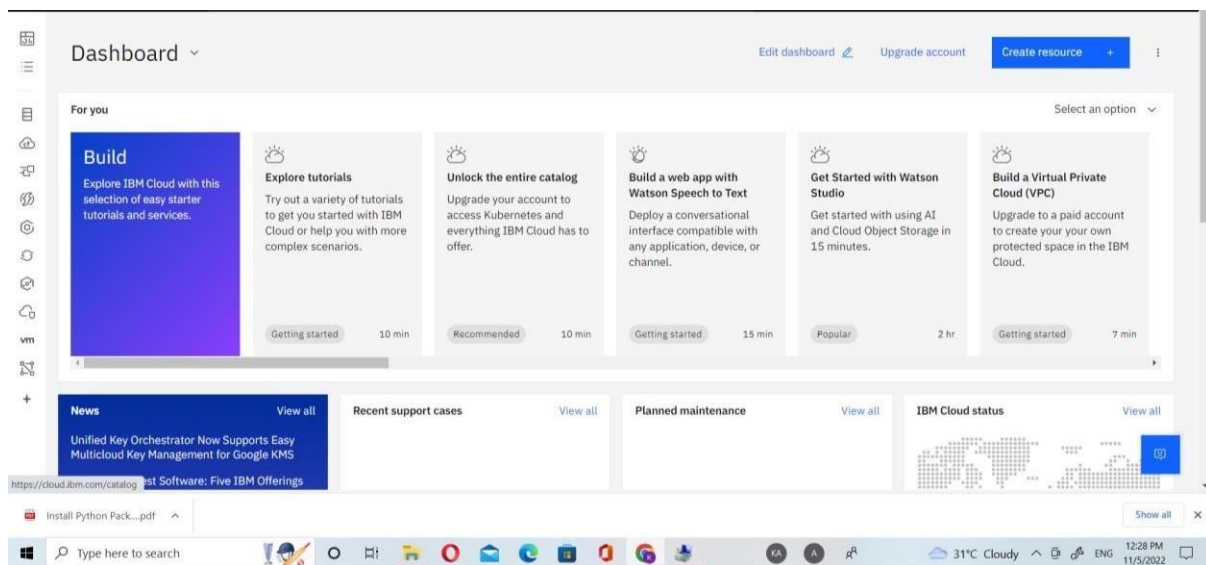 Dashboard
Edit dashboard
Upgrade account
Create resource +
For you
Select an option
Build
Explore IBM Cloud with this
selection of easy starter
tutorials and services.
Explore tutorials
Try out a variety of tutorials
to get you started with IBM
Cloud or help you with more
complex scenarios.
Getting started 10 min
Unlock the entire catalog
Upgrade your account to
access Kubernetes and
everything IBM Cloud has to
offer.
Recommended 10 min
Build a web app with
Watson Speech to Text
Deploy a conversational
interface compatible with
any application, device, or
channel.
Getting started 15 min
Get Started with Watson
Studio
Get started with using AI
and Cloud Object Storage in
15 minutes.
Popular 2 hr
Build a Virtual Private
Cloud (VPC)
Upgrade to a paid account
to create your your own
protected space in the IBM
Cloud.
Getting started 7 min
vm
+
News View all
Unified Key Orchestrator Now Supports Easy
Multicloud Key Management for Google KMS
Software: Five IBM Offerings
Recent support cases View all
Planned maintenance View all
IBM Cloud status View all
https://cloud.ibm.com/catalog
Install Python Pack....pdf
Show all
Type here to search
KA
A
31°C Cloudy
ENG
12:28 PM
11/5/2022